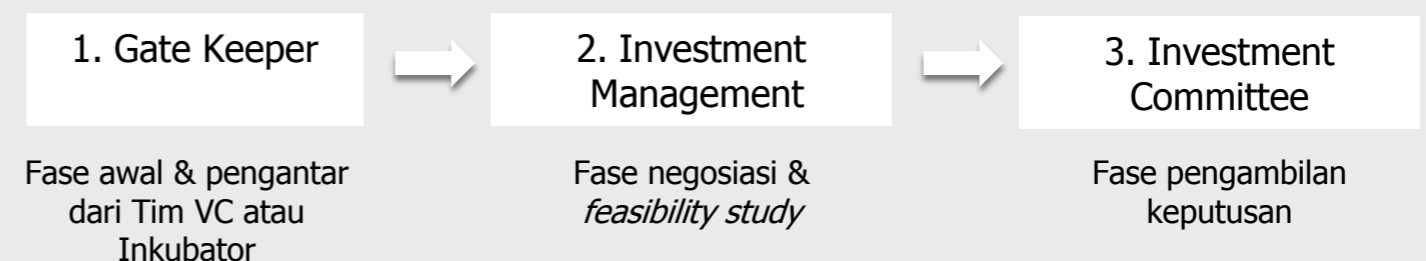 1. Gate Keeper
Fase awal & pengantar
dari Tim VC atau
Inkubator
2. Investment
Management
Fase negosiasi &
feasibility study
3. Investment
Committee
Fase pengambilan
keputusan